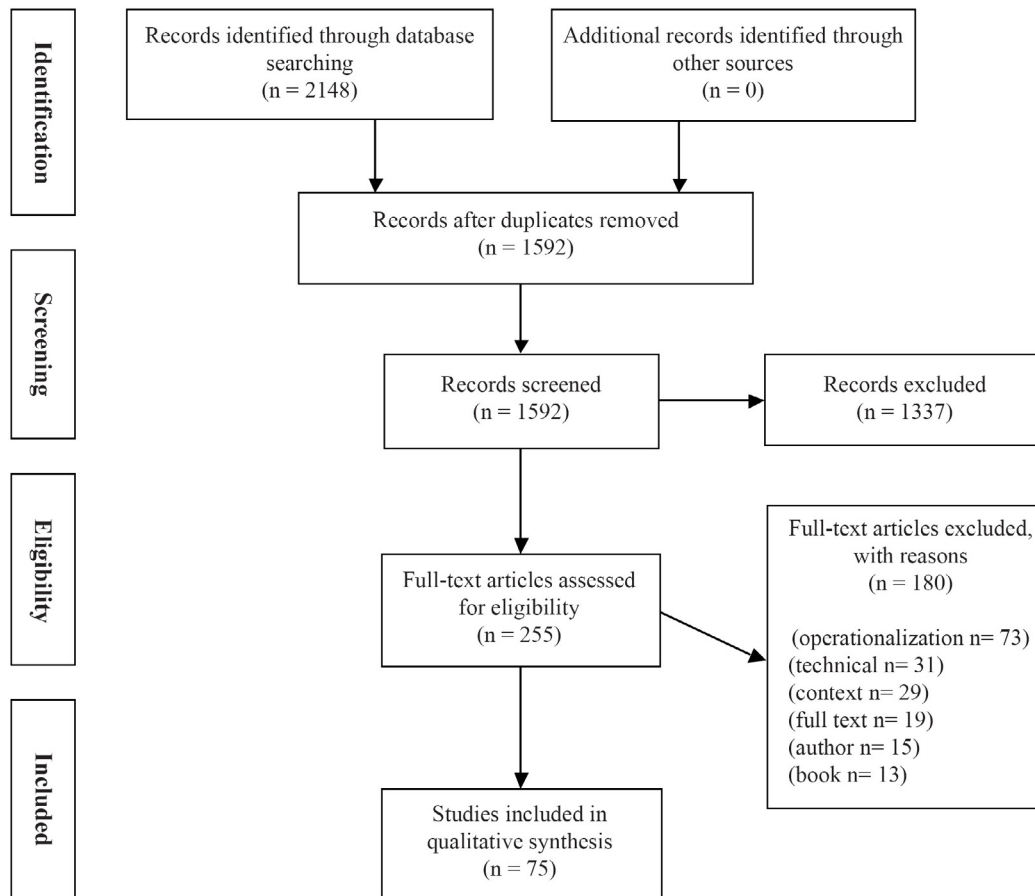 Identification
Records identified through database
searching
(n = 2148)
Additional records identified through
other sources
(n = 0)
Records after duplicates removed
(n = 1592)
Screening
Records screened
(n = 1592)
Records excluded
(n = 1337)
Eligibility
Full-text articles assessed
for eligibility
(n = 255)
Full-text articles excluded,
with reasons
(n = 180)
(operationalization n= 73)
(technical n= 31)
(context n= 29)
(full text n= 19)
(author n= 15)
(book n= 13)
Included
Studies included in
qualitative synthesis
(n = 75)